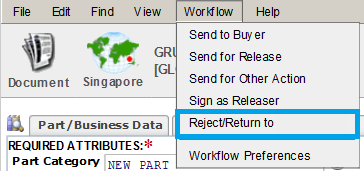 File Edit Find View Workflow Help
Send to Buyer
Send for Release
Send for Other Action
Sign as Releaser
Reject/Return to
Workflow Preferences
Document Singapore
GRU
[GLO
Part/Business Data
REQUIRED ATTRIBUTES:*
Part Category NEW PART